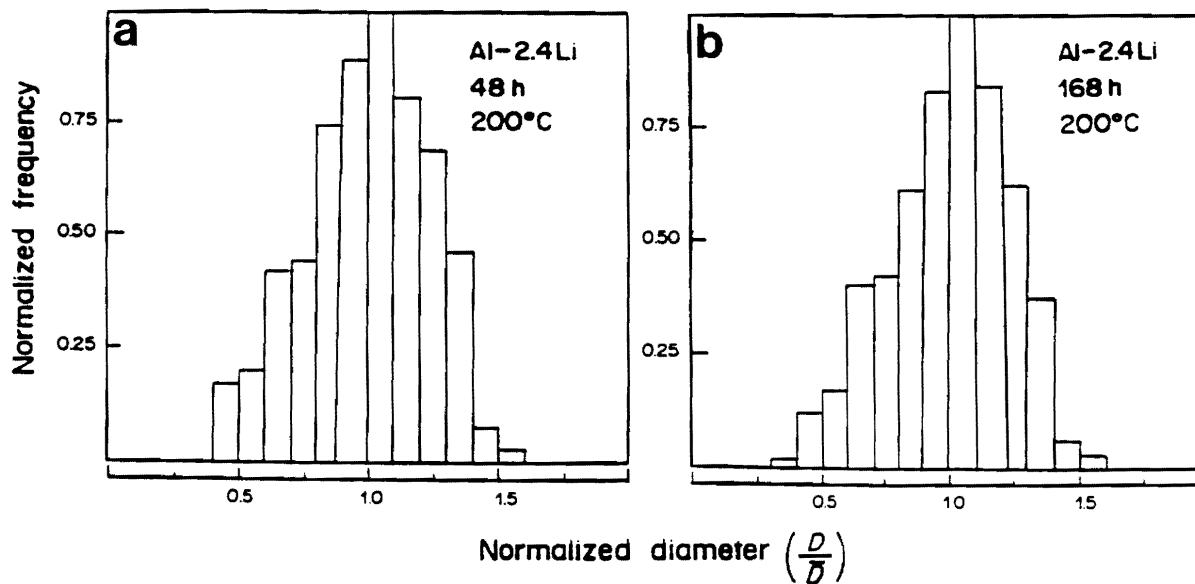 a
Al-2.4Li
48 h
200°C
Normalized frequency
0.75
0.50
0.25
0.5
1.0
1.5
b
Al-2.4Li
168 h
200°C
0.75
0.50
0.25
0.5
1.0
1.5
Normalized diameter (D/D̄)